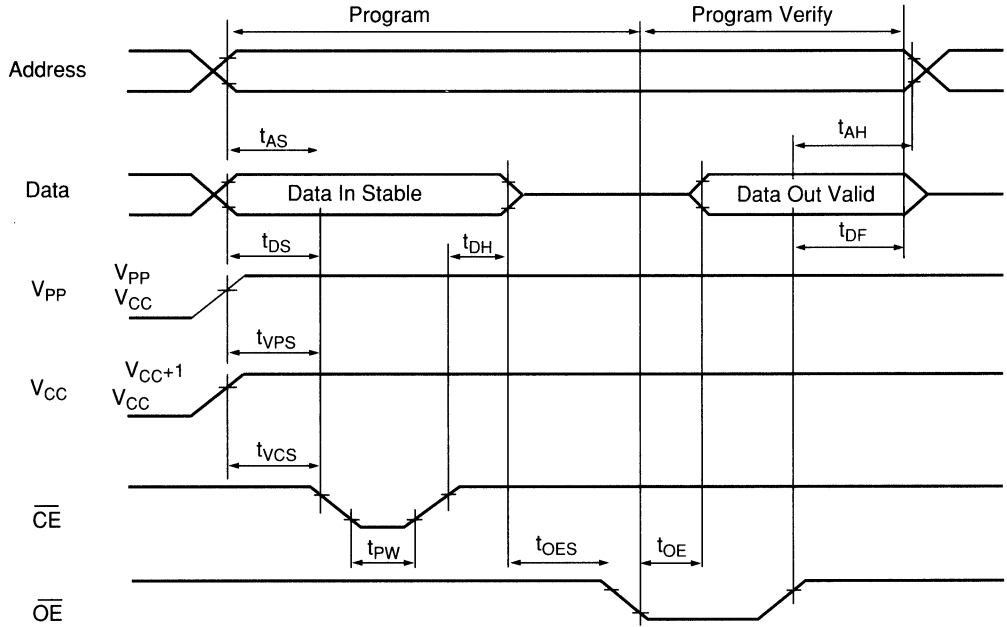 Program
Program Verify
Address
tAS
tAH
Data
Data In Stable
Data Out Valid
tDS
tDH
tDF
VPP
VPP
VCC
tVPS
VCC
VCC+1
VCC
tVCS
CE
tPW
tOES
tOE
OE